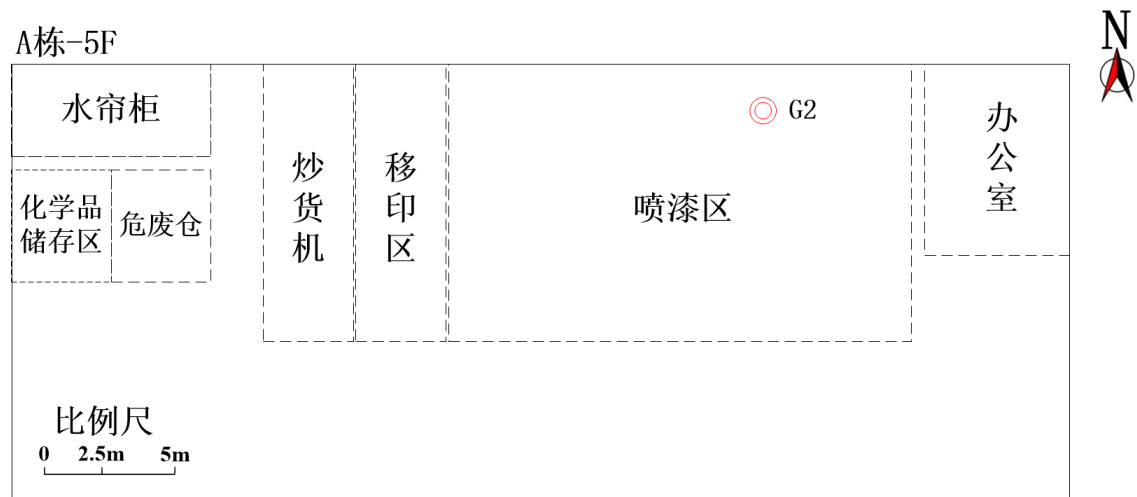 A栋-5F
N
水帘柜
化学品
储存区
危废仓
炒货机
移印区
喷漆区
G2
办公室
比例尺
0 2.5m 5m